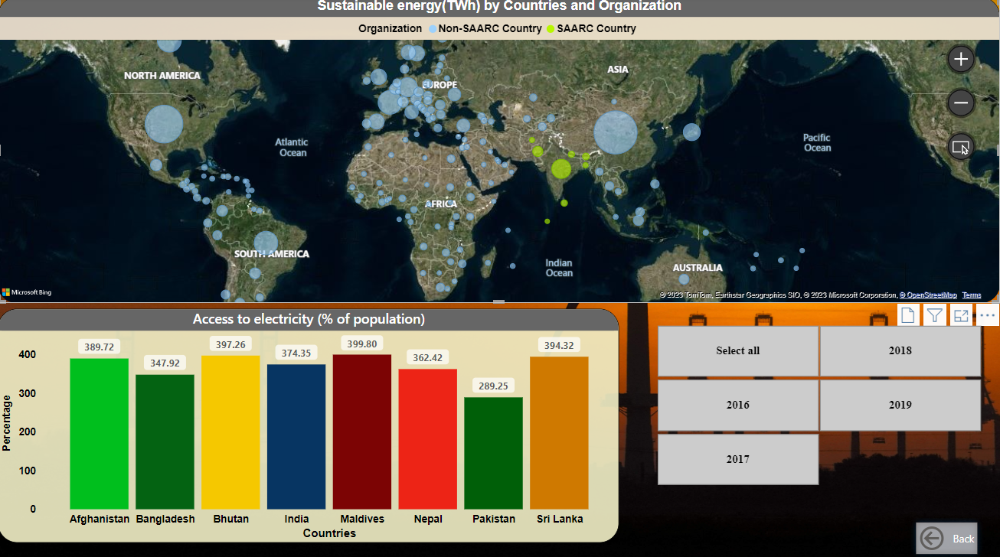 Sustainable energy(TWh) by Countries and Organization
Organization Non-SAARC Country SAARC Country
NORTH AMERICA
EUROPE
ASIA
Atlantic
Ocean
Pacific
Ocean
AFRICA
SOUTH AMERICA
Indian
Ocean
AUSTRALIA
Microsoft Bing
© 2023 TomTom, Earthstar Geographics SIO, © 2023 Microsoft Corporation, © OpenStreetMap Terms
Access to electricity (% of population)
389.72
347.92
397.26
374.35
399.80
362.42
289.25
394.32
400
300
200
100
0
Percentage
Afghanistan Bangladesh Bhutan India Maldives Nepal Pakistan Sri Lanka
Countries
Select all
2018
2016
2019
2017
Back